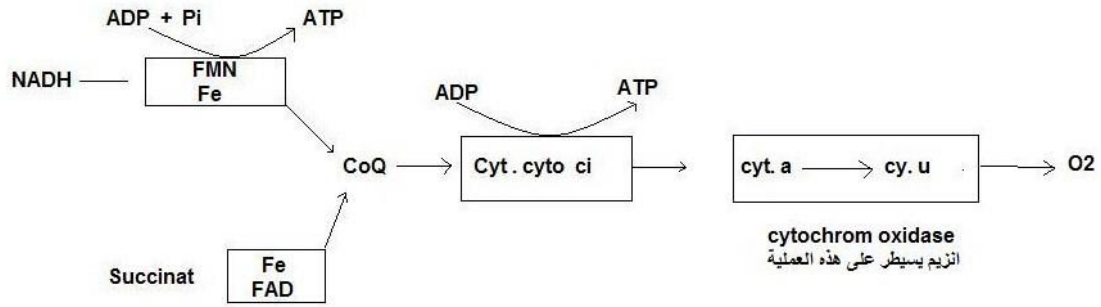 ADP + Pi ATP
NADH
FMN
Fe
ADP ATP
CoQ
Cyt . cyto ci
cyt. a cy. u
O2
cytochrom oxidase
انزيم يسيطر على هذه العملية
Succinat
Fe
FAD